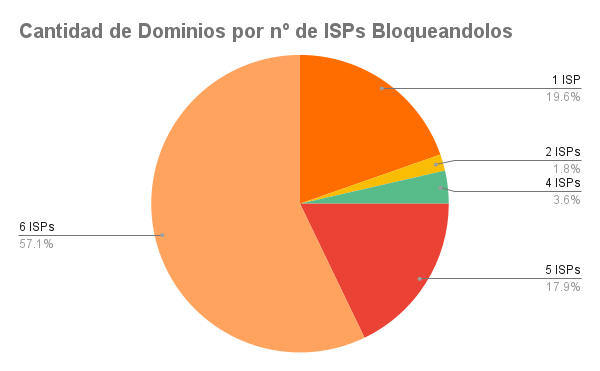 Cantidad de Dominios por nº de ISPs Bloqueandolos
1 ISP
19.6%
2 ISPs
1.8%
4 ISPs
3.6%
6 ISPs
57.1%
5 ISPs
17.9%